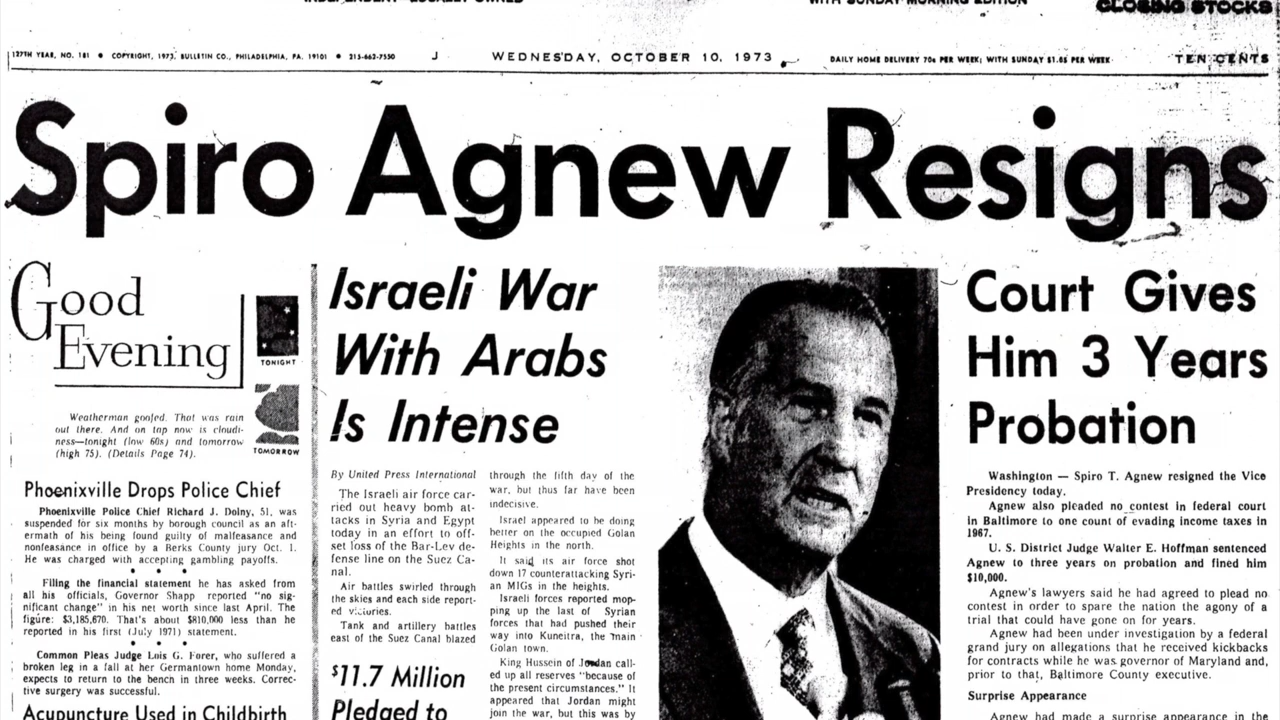 INDEPENDENT LOCALLY OWNED
WITH SUNDAY MORNING EDITION
CLOSING STOCKS
127TH YEAR, NO. 181 • COPYRIGHT, 1973, BULLETIN CO., PHILADELPHIA, PA. 19101 • 215-662-7550
J
WEDNESDAY, OCTOBER 10, 1973
DAILY HOME DELIVERY 70¢ PER WEEK; WITH SUNDAY $1.05 PER WEEK
TEN CENTS
Spiro Agnew Resigns
Good
Evening
TONIGHT
TOMORROW
Weatherman goofed. That was rain
out there. And on tap now is cloudi-
ness—tonight (low 60s) and tomorrow
(high 75). (Details Page 74).
Phoenixville Drops Police Chief
Phoenixville Police Chief Richard J. Dolny, 51, was
suspended for six months by borough council as an aft-
ermath of his being found guilty of malfeasance and
nonfeasance in office by a Berks County jury Oct. 1.
He was charged with accepting gambling payoffs.
• • •
Filing the financial statement he has asked from
all his officials, Governor Shapp reported "no sig-
nificant change" in his net worth since last April. The
figure: $3,185,670. That's about $810,000 less than he
reported in his first (July 1971) statement.
• • •
Common Pleas Judge Lois G. Forer, who suffered a
broken leg in a fall at her Germantown home Monday,
expects to return to the bench in three weeks. Correc-
tive surgery was successful.
Acupuncture Used in Childbirth
Israeli War
With Arabs
Is Intense
By United Press International
The Israeli air force car-
ried out heavy bomb at-
tacks in Syria and Egypt
today in an effort to off-
set loss of the Bar-Lev de-
fense line on the Suez Ca-
nal.
Air battles swirled through
the skies and each side report-
ed victories.
Tank and artillery battles
east of the Suez Canal blazed
$11.7 Million
Pledged to
through the fifth day of the
war, but thus far have been
indecisive.
Israel appeared to be doing
better on the occupied Golan
Heights in the north.
It said its air force shot
down 17 counterattacking Syri-
an MIGs in the heights.
Israeli forces reported mop-
ping up the last of Syrian
forces that had pushed their
way into Kuneitra, the main
Golan town.
King Hussein of Jordan call-
ed up all reserves "because of
the present circumstances." It
appeared that Jordan might
join the war, but this was by
Court Gives
Him 3 Years
Probation
Washington — Spiro T. Agnew resigned the Vice
Presidency today.
Agnew also pleaded no contest in federal court
in Baltimore to one count of evading income taxes in
1967.
U. S. District Judge Walter E. Hoffman sentenced
Agnew to three years on probation and fined him
$10,000.
Agnew's lawyers said he had agreed to plead no
contest in order to spare the nation the agony of a
trial that could have gone on for years.
Agnew had been under investigation by a federal
grand jury on allegations that he received kickbacks
for contracts while he was governor of Maryland and,
prior to that, Baltimore County executive.
Surprise Appearance
Agnew had made a surprise appearance in the